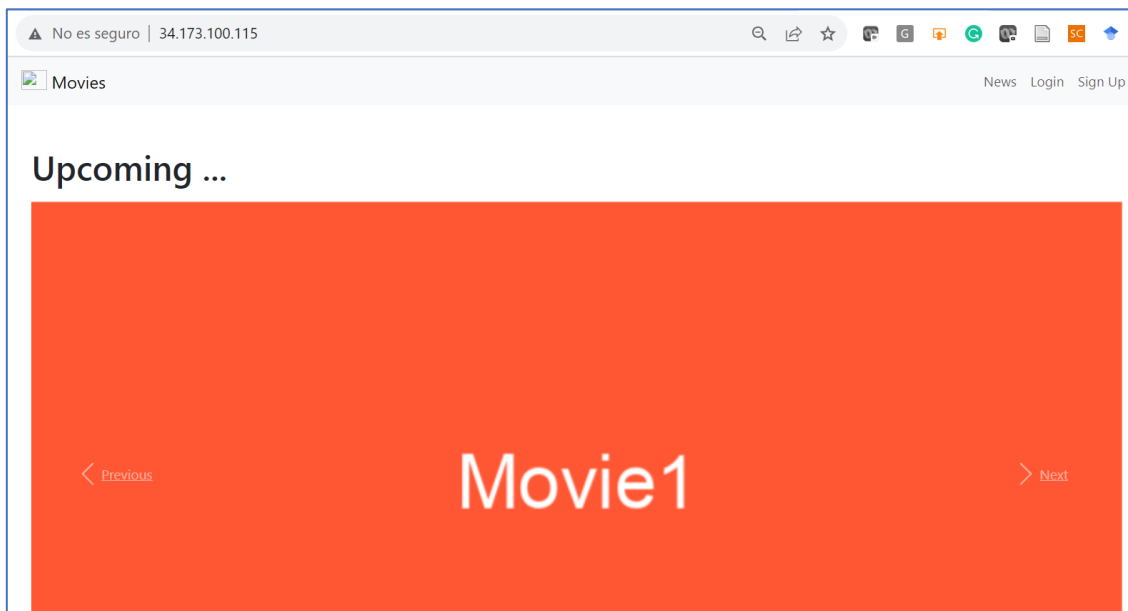 No es seguro | 34.173.100.115
G
SC
Movies
News Login Sign Up
Upcoming ...
Previous
Movie1
Next